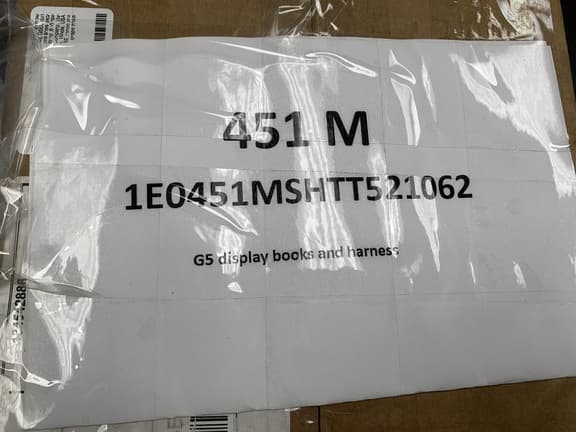 451 M
1E0451MSHTT521062
G5 display books and harness